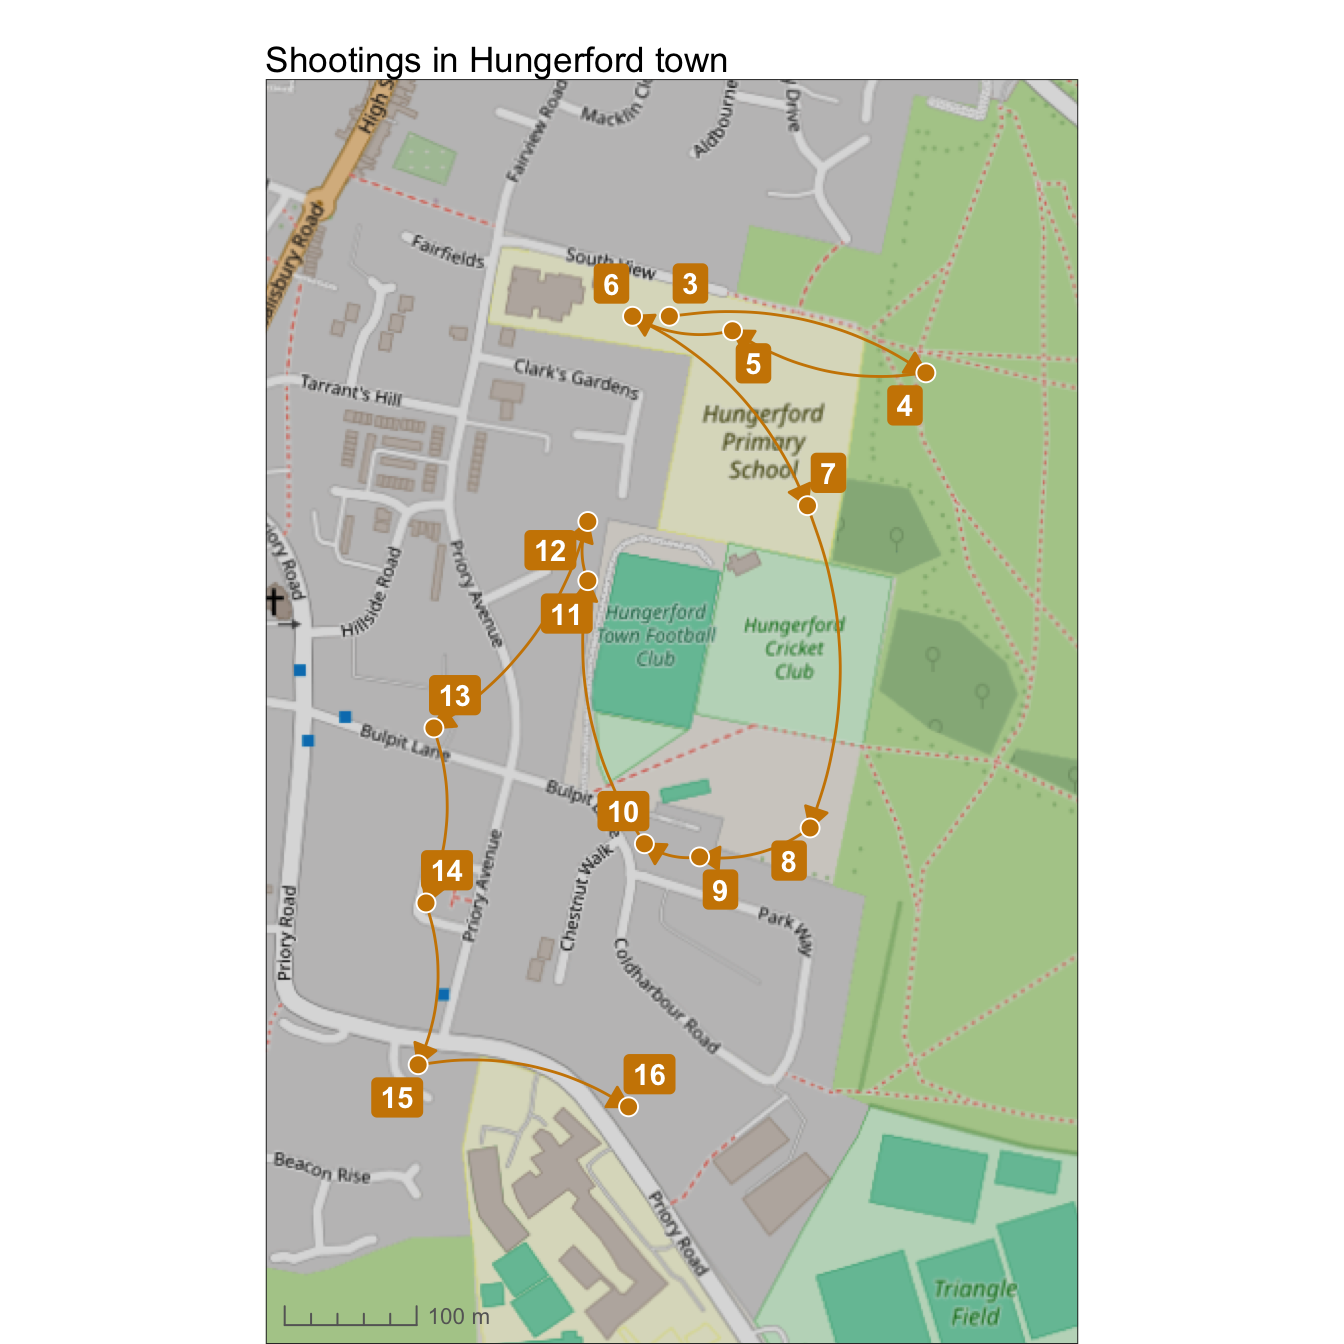 Shootings in Hungerford town
High S
Fairview Road
Macklin Clo
Aldbourne
Drive
alisbury Road
Fairfields
South View
6
3
5
4
Clark's Gardens
Tarrant's Hill
Hungerford
Primary
School
7
12
11
Priory Road
Hillside Road
Priory Avenue
Hungerford
Town Football
Club
Hungerford
Cricket
Club
13
Bulpit Lane
Bulpit
10
14
8
9
Priory Avenue
Chestnut Walk
Park Way
Priory Road
Coldharbour Road
15
16
Beacon Rise
Priory Road
Triangle
Field
100 m